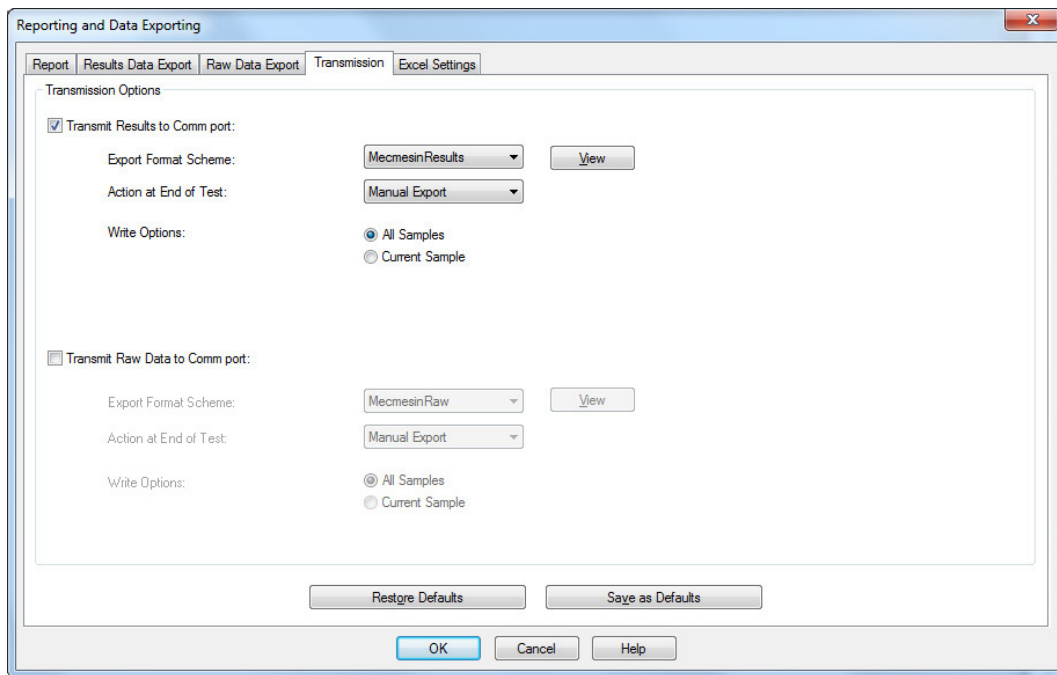 Reporting and Data Exporting
Report Results Data Export Raw Data Export Transmission Excel Settings
Transmission Options
Transmit Results to Comm port:
Export Format Scheme: MecmesinResults View
Action at End of Test: Manual Export
Write Options: All Samples
Current Sample
Transmit Raw Data to Comm port:
Export Format Scheme: MecmesinRaw View
Action at End of Test: Manual Export
Write Options: All Samples
Current Sample
Restore Defaults Save as Defaults
OK Cancel Help